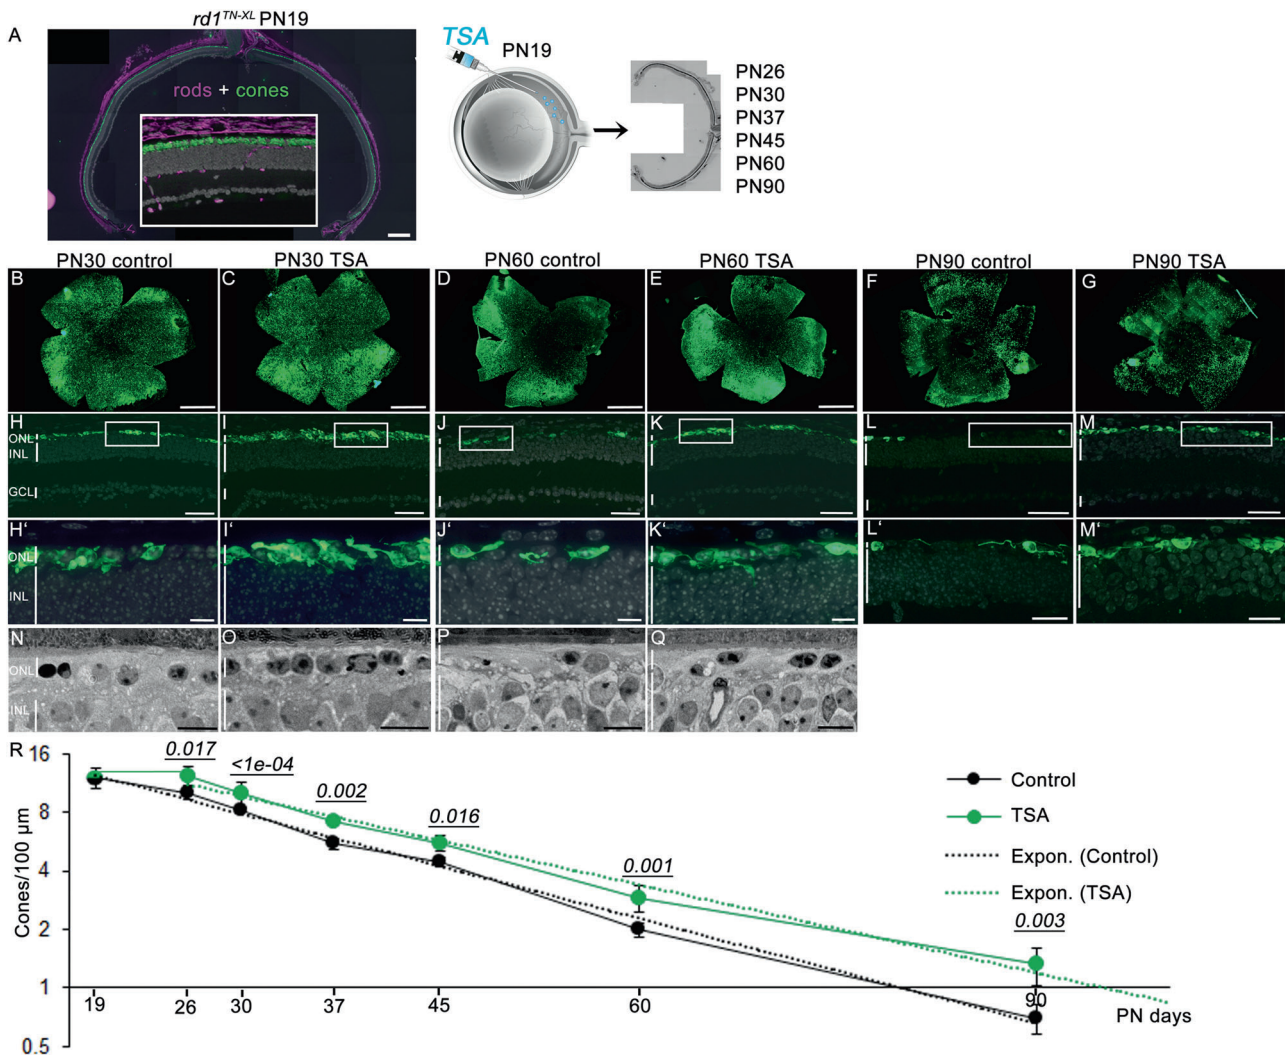 A
rd1TN-XL PN19
rods + cones
TSA
PN19
PN26
PN30
PN37
PN45
PN60
PN90
PN30 control
PN30 TSA
PN60 control
PN60 TSA
PN90 control
PN90 TSA
B
C
D
E
F
G
H
I
J
K
L
M
ONL
INL
GCL
H'
I'
J'
K'
L'
M'
ONL
INL
N
O
P
Q
ONL
INL
R
Cones/100 µm
16
8
4
2
1
0.5
0.017
<1e-04
0.002
0.016
0.001
0.003
Control
TSA
Expon. (Control)
Expon. (TSA)
19
26
30
37
45
60
90
PN days